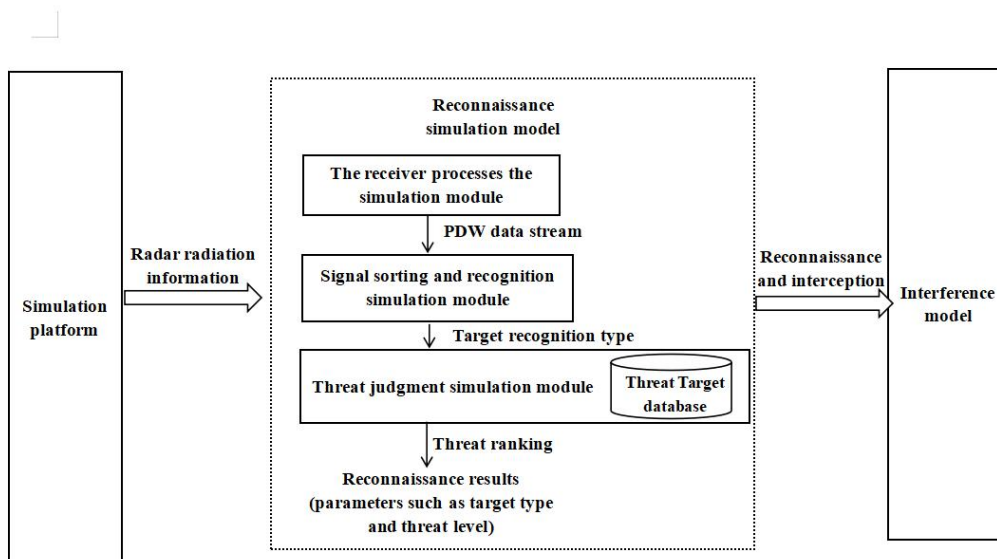 Reconnaissance
simulation model
The receiver processes the
simulation module
PDW data stream
Radar radiation
information
Signal sorting and recognition
simulation module
Reconnaissance
and interception
Simulation
platform
Interference
model
Target recognition type
Threat judgment simulation module
Threat Target
database
Threat ranking
Reconnaissance results
(parameters such as target type
and threat level)